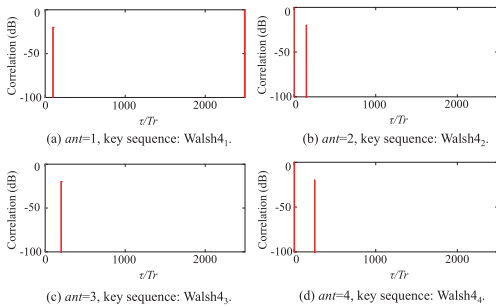 0
-50
-100
Correlation (dB)
0 1000 2000
τ/Tr
(a) ant=1, key sequence: Walsh4₁.
0
-50
-100
Correlation (dB)
0 1000 2000
τ/Tr
(b) ant=2, key sequence: Walsh4₂.
0
-50
-100
Correlation (dB)
0 1000 2000
τ/Tr
(c) ant=3, key sequence: Walsh4₃.
0
-50
-100
Correlation (dB)
0 1000 2000
τ/Tr
(d) ant=4, key sequence: Walsh4₄.